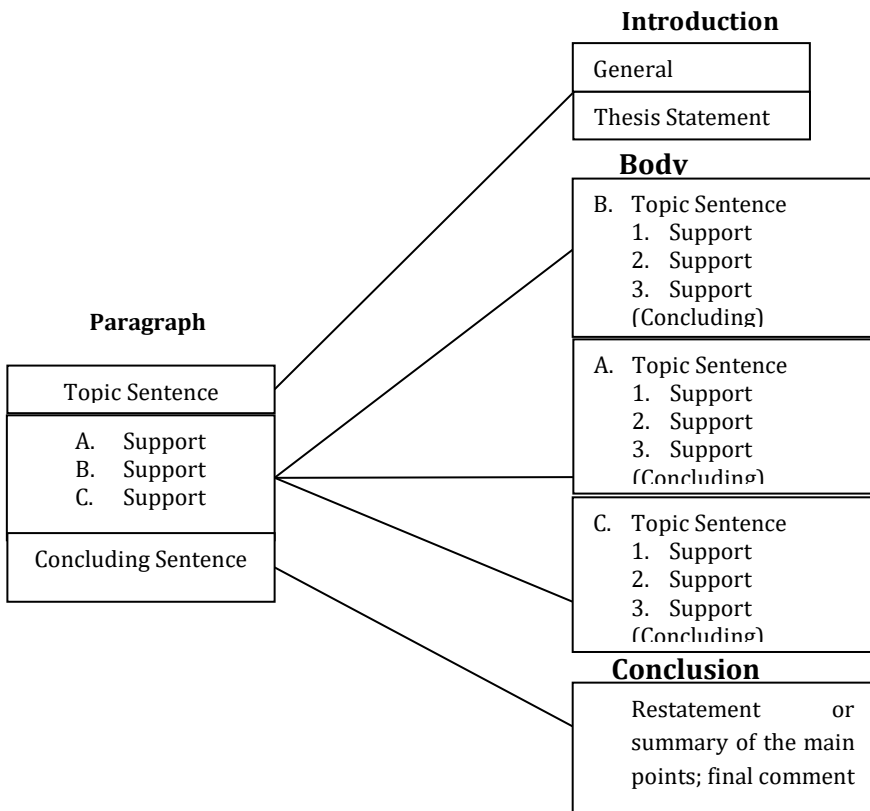 Paragraph
Topic Sentence
A. Support
B. Support
C. Support
Concluding Sentence
Introduction
General
Thesis Statement
Body
B. Topic Sentence
1. Support
2. Support
3. Support
(Concluding)
A. Topic Sentence
1. Support
2. Support
3. Support
(Concluding)
C. Topic Sentence
1. Support
2. Support
3. Support
(Concluding)
Conclusion
Restatement or
summary of the main
points; final comment